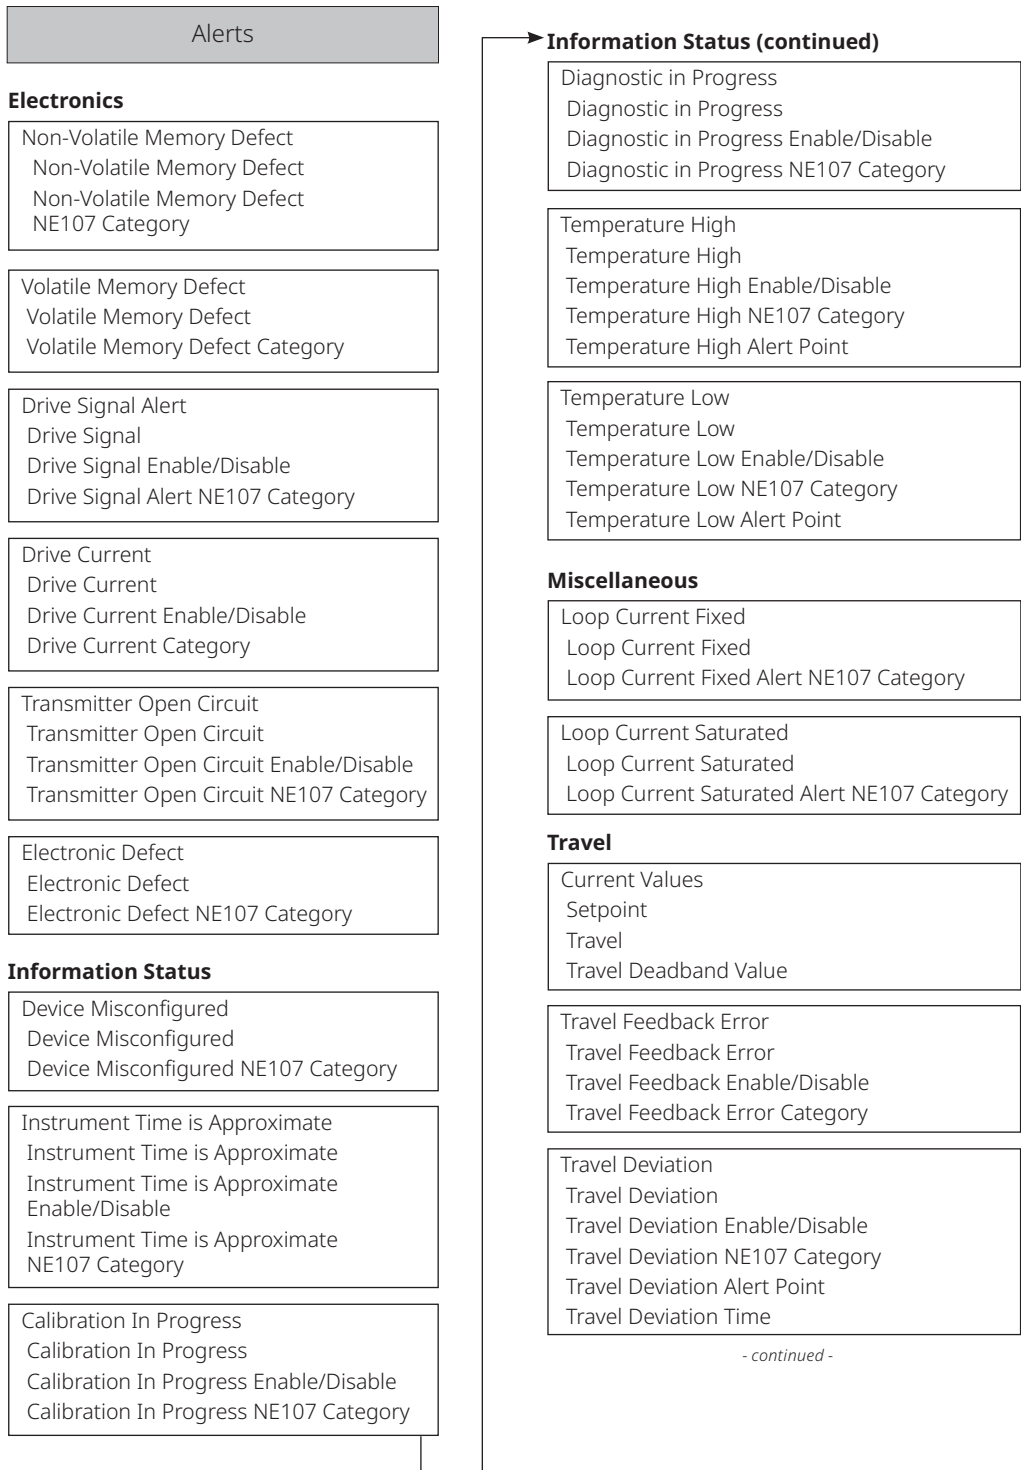 Alerts
Electronics
Non-Volatile Memory Defect
Non-Volatile Memory Defect
Non-Volatile Memory Defect
NE107 Category
Volatile Memory Defect
Volatile Memory Defect
Volatile Memory Defect Category
Drive Signal Alert
Drive Signal
Drive Signal Enable/Disable
Drive Signal Alert NE107 Category
Drive Current
Drive Current
Drive Current Enable/Disable
Drive Current Category
Transmitter Open Circuit
Transmitter Open Circuit
Transmitter Open Circuit Enable/Disable
Transmitter Open Circuit NE107 Category
Electronic Defect
Electronic Defect
Electronic Defect NE107 Category
Information Status
Device Misconfigured
Device Misconfigured
Device Misconfigured NE107 Category
Instrument Time is Approximate
Instrument Time is Approximate
Instrument Time is Approximate
Enable/Disable
Instrument Time is Approximate
NE107 Category
Calibration In Progress
Calibration In Progress
Calibration In Progress Enable/Disable
Calibration In Progress NE107 Category
Information Status (continued)
Diagnostic in Progress
Diagnostic in Progress
Diagnostic in Progress Enable/Disable
Diagnostic in Progress NE107 Category
Temperature High
Temperature High
Temperature High Enable/Disable
Temperature High NE107 Category
Temperature High Alert Point
Temperature Low
Temperature Low
Temperature Low Enable/Disable
Temperature Low NE107 Category
Temperature Low Alert Point
Miscellaneous
Loop Current Fixed
Loop Current Fixed
Loop Current Fixed Alert NE107 Category
Loop Current Saturated
Loop Current Saturated
Loop Current Saturated Alert NE107 Category
Travel
Current Values
Setpoint
Travel
Travel Deadband Value
Travel Feedback Error
Travel Feedback Error
Travel Feedback Enable/Disable
Travel Feedback Error Category
Travel Deviation
Travel Deviation
Travel Deviation Enable/Disable
Travel Deviation NE107 Category
Travel Deviation Alert Point
Travel Deviation Time
- continued -